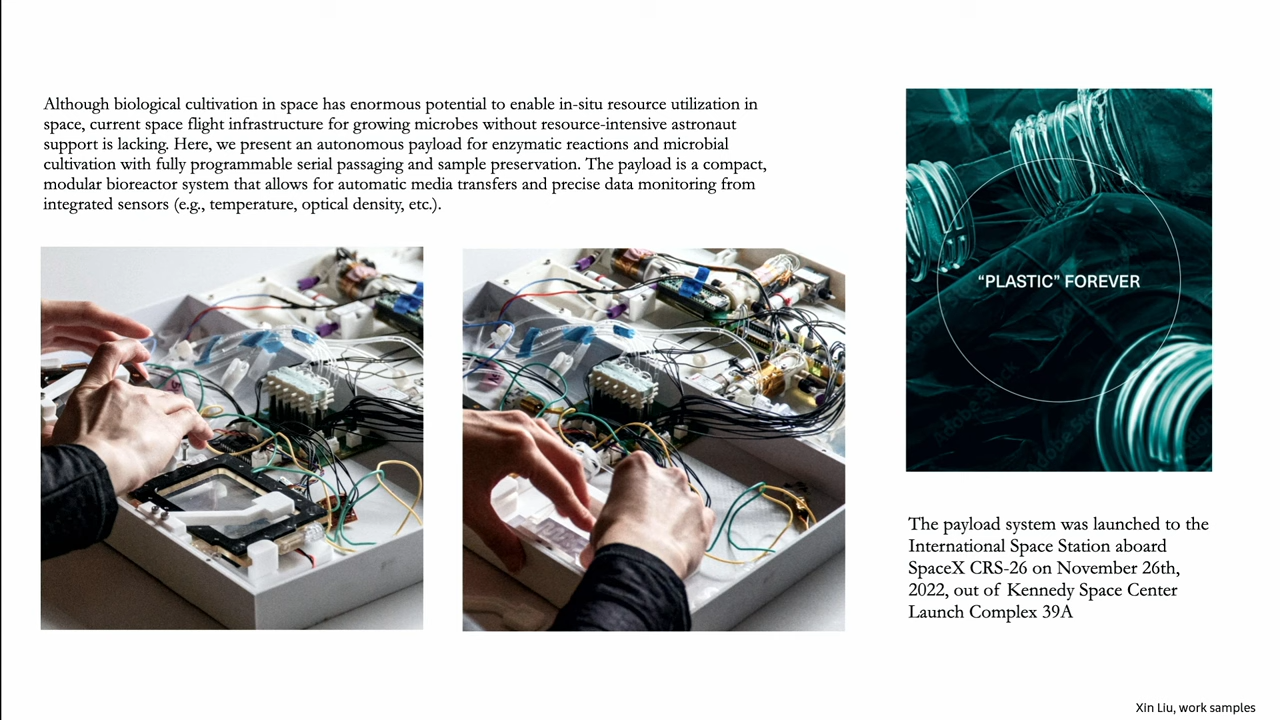 Although biological cultivation in space has enormous potential to enable in-situ resource utilization in
space, current space flight infrastructure for growing microbes without resource-intensive astronaut
support is lacking. Here, we present an autonomous payload for enzymatic reactions and microbial
cultivation with fully programmable serial passaging and sample preservation. The payload is a compact,
modular bioreactor system that allows for automatic media transfers and precise data monitoring from
integrated sensors (e.g., temperature, optical density, etc.).
“PLASTIC” FOREVER
The payload system was launched to the
International Space Station aboard
SpaceX CRS-26 on November 26th,
2022, out of Kennedy Space Center
Launch Complex 39A
Xin Liu, work samples